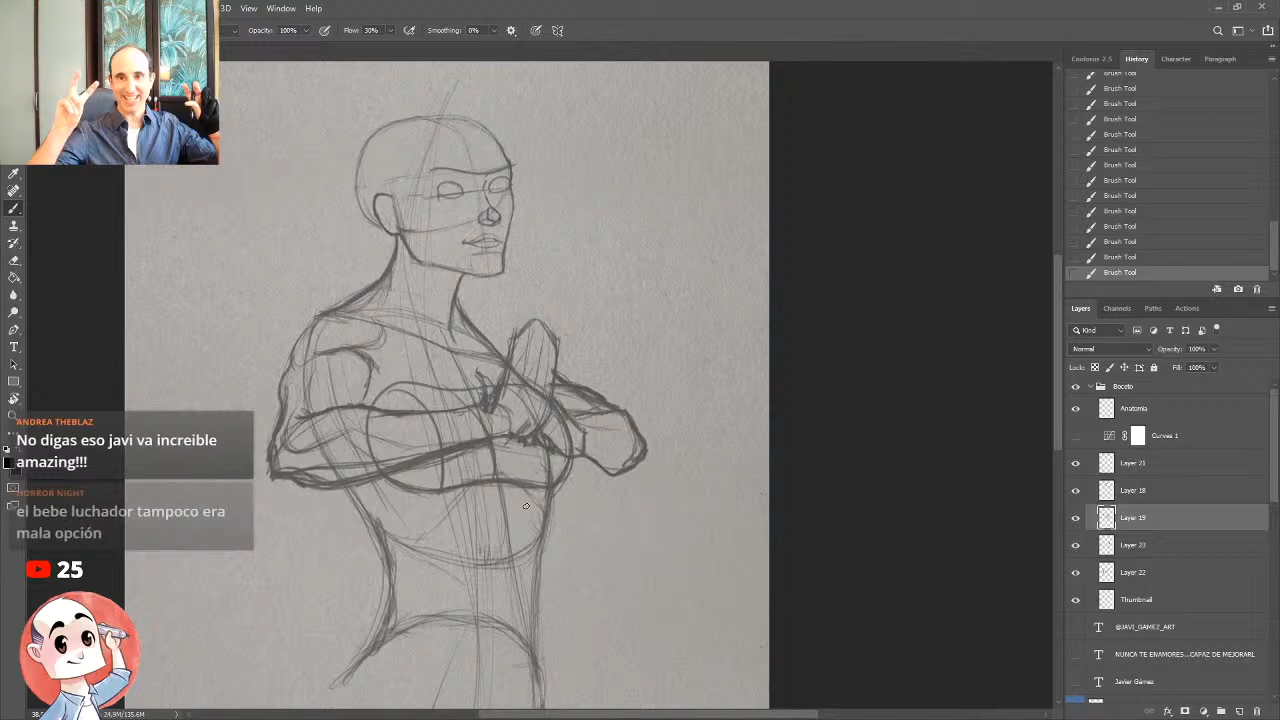 3D View Window Help
Opacity: 100% Flow: 30% Smoothing: 0%
Coolorus 2.5 History Character Paragraph
Brush Tool
Brush Tool
Brush Tool
Brush Tool
Brush Tool
Brush Tool
Brush Tool
Brush Tool
Brush Tool
Brush Tool
Brush Tool
Brush Tool
Brush Tool
Brush Tool
Layers Channels Paths Actions
Kind
Normal Opacity: 100%
Lock: Fill: 100%
Boceto
Anatomia
Curves 1
Layer 21
Layer 18
Layer 19
Layer 23
Layer 22
Thumbnail
@JAVI_GAMEZ_ART
NUNCA TE ENAMORES...CAPAZ DE MEJORARL
Javier Gámez
ANDREA THEBLAZ
No digas eso javi va increible
amazing!!!
HORROR NIGHT
el bebe luchador tampoco era
mala opción
25
24.9M/135.6M